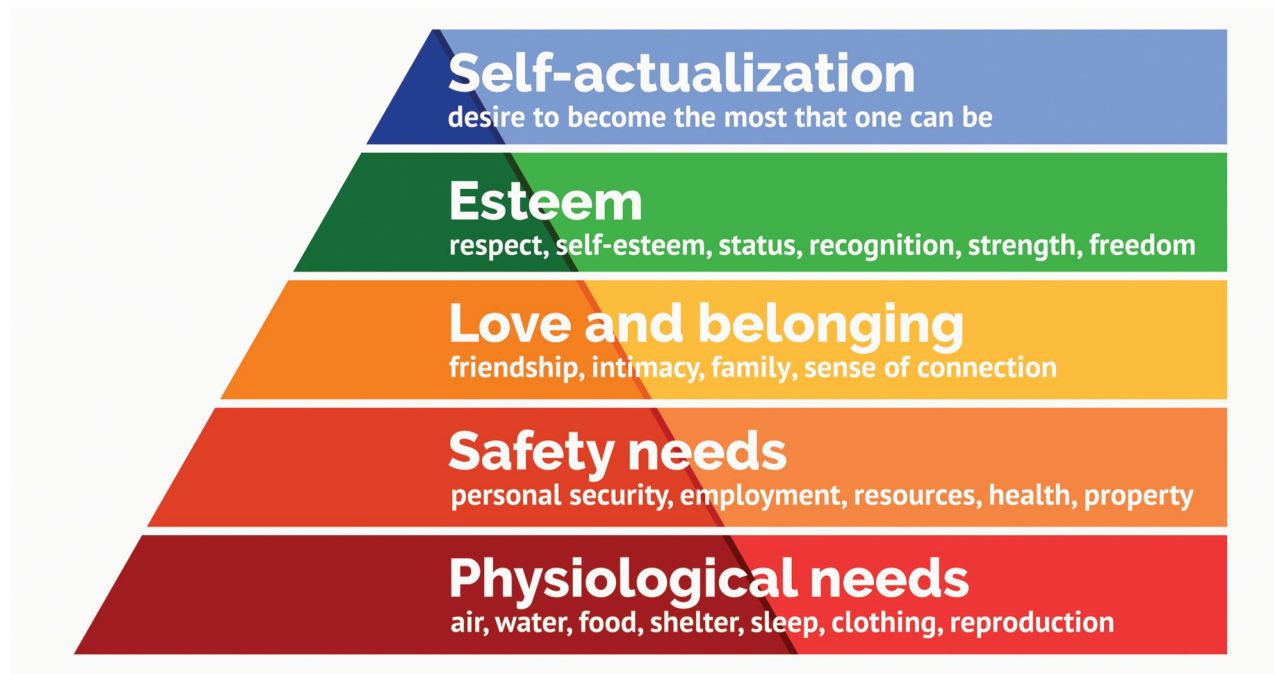 Self-actualization
desire to become the most that one can be
Esteem
respect, self-esteem, status, recognition, strength, freedom
Love and belonging
friendship, intimacy, family, sense of connection
Safety needs
personal security, employment, resources, health, property
Physiological needs
air, water, food, shelter, sleep, clothing, reproduction